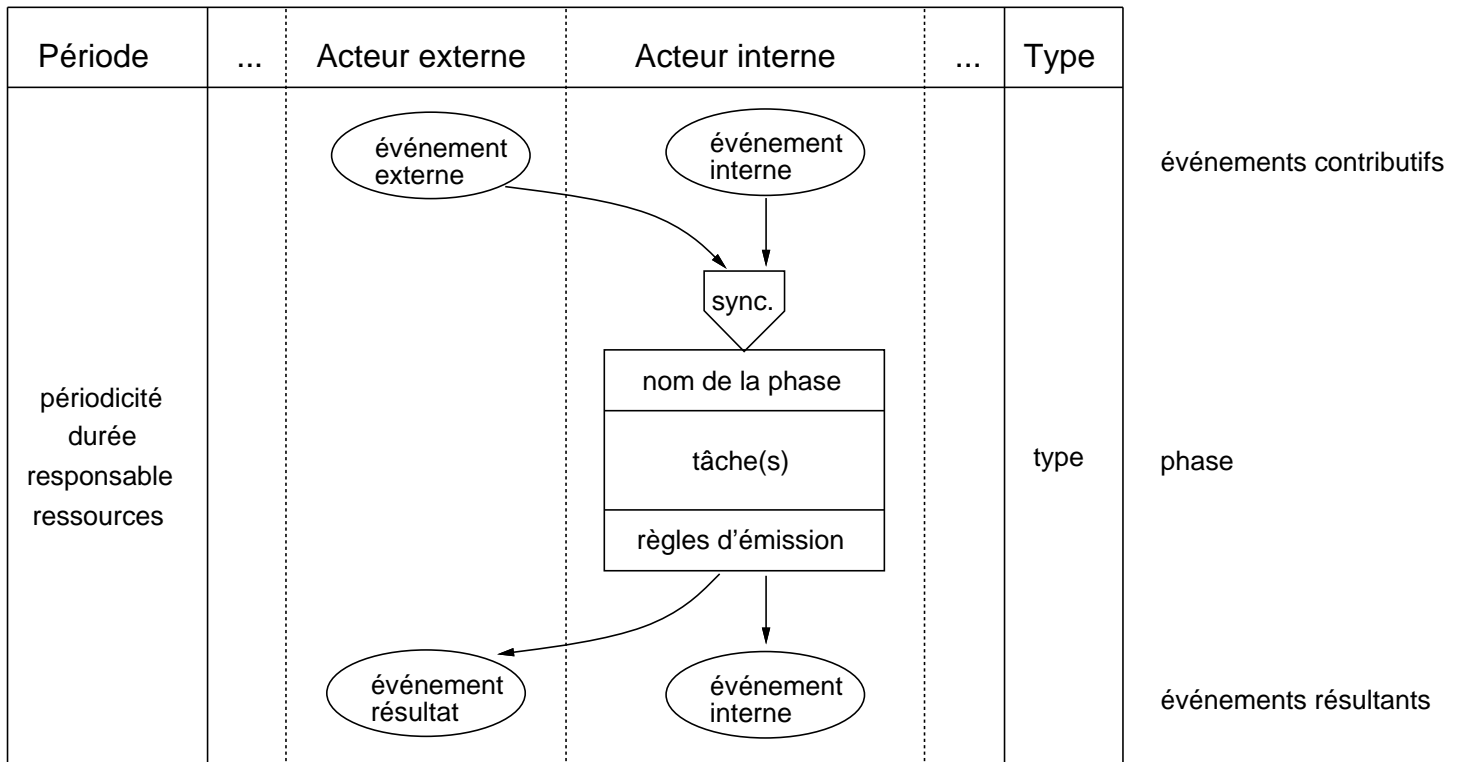 Période ... Acteur externe Acteur interne ... Type
événement
externe
événement
interne
événements contributifs
sync.
nom de la phase
périodicité
durée
responsable
ressources
tâche(s)
type
phase
règles d’émission
événement
résultat
événement
interne
événements résultants